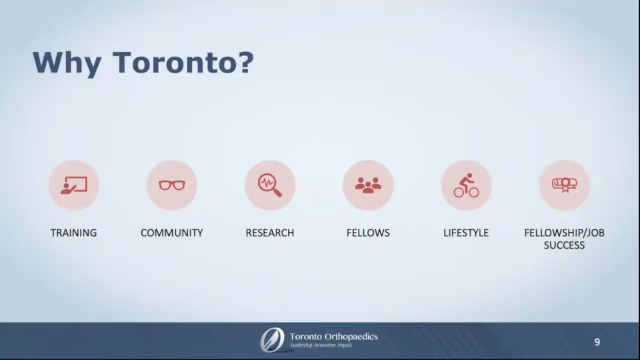 Why Toronto?
TRAINING
COMMUNITY
RESEARCH
FELLOWS
LIFESTYLE
FELLOWSHIP/JOB
SUCCESS
Toronto Orthopaedics
Leadership. Innovation. Impact.
9